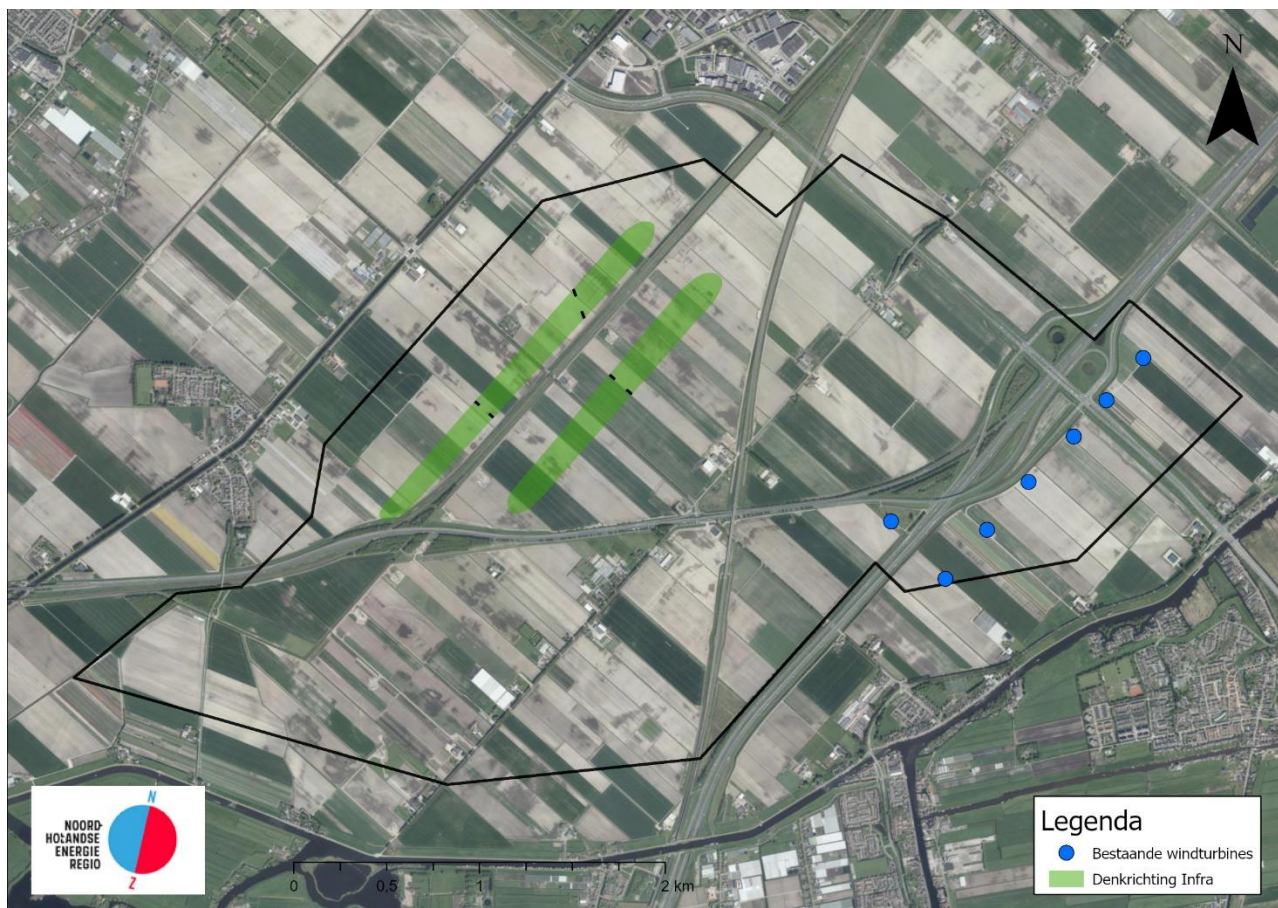 N
N
NOORD-
HOLLANDSE
ENERGIE
REGIO
Z
0
0.5
1
2 km
Legenda
Bestaande windturbines
Denkrichting Infra